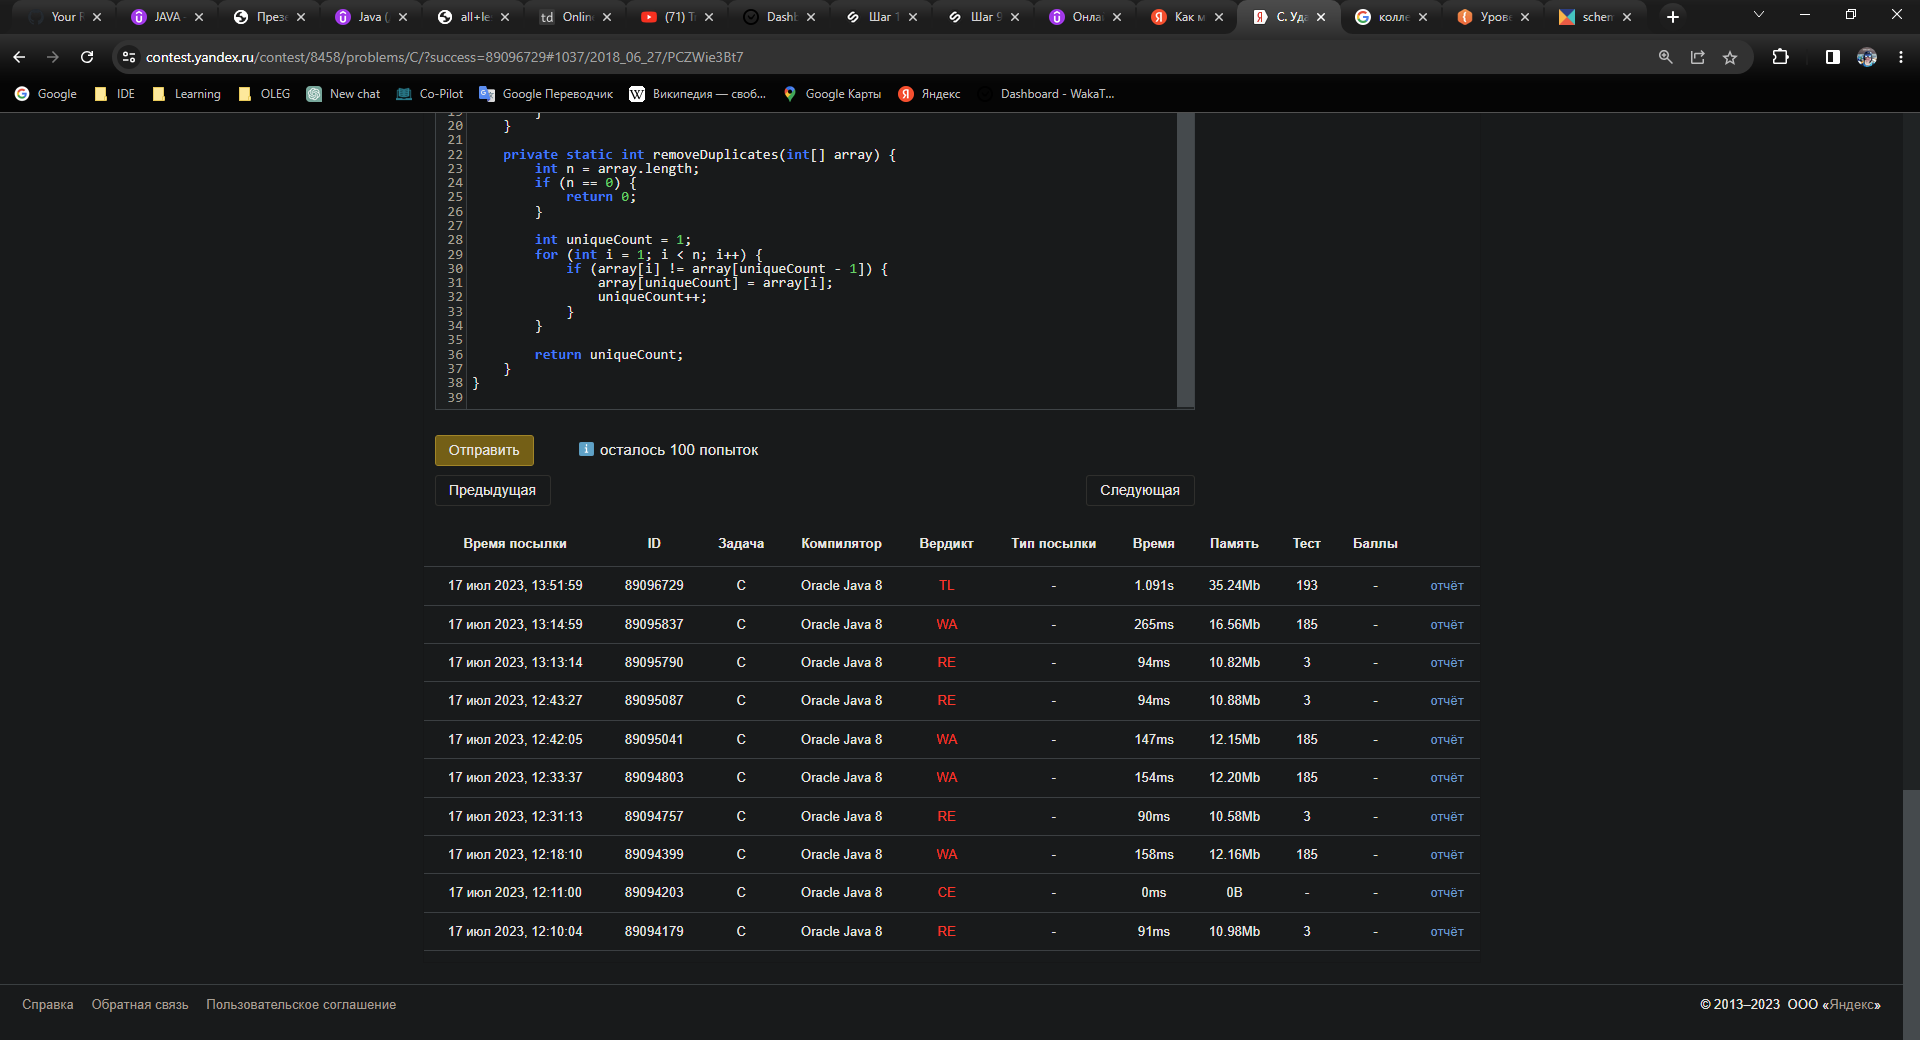 Your F
JAVA
През
Java (
all+le
Onlin
(71) T
Dashb
Шаг 1
Шаг 9
Онла
Как м
С. Уда
колле
Урове
schem
contest.yandex.ru/contest/8458/problems/C/?success=89096729#1037/2018_06_27/PCZWie3Bt7
Google IDE Learning OLEG New chat Co-Pilot Google Переводчик Википедия — своб... Google Карты Яндекс Dashboard - WakaT...
19 }
20 }
21
22 private static int removeDuplicates(int[] array) {
23 int n = array.length;
24 if (n == 0) {
25 return 0;
26 }
27
28 int uniqueCount = 1;
29 for (int i = 1; i < n; i++) {
30 if (array[i] != array[uniqueCount - 1]) {
31 array[uniqueCount] = array[i];
32 uniqueCount++;
33 }
34 }
35
36 return uniqueCount;
37 }
38 }
39
Отправить осталось 100 попыток
Предыдущая Следующая
Время посылки ID Задача Компилятор Вердикт Тип посылки Время Память Тест Баллы
17 июл 2023, 13:51:59 89096729 C Oracle Java 8 TL - 1.091s 35.24Mb 193 - отчёт
17 июл 2023, 13:14:59 89095837 C Oracle Java 8 WA - 265ms 16.56Mb 185 - отчёт
17 июл 2023, 13:13:14 89095790 C Oracle Java 8 RE - 94ms 10.82Mb 3 - отчёт
17 июл 2023, 12:43:27 89095087 C Oracle Java 8 RE - 94ms 10.88Mb 3 - отчёт
17 июл 2023, 12:42:05 89095041 C Oracle Java 8 WA - 147ms 12.15Mb 185 - отчёт
17 июл 2023, 12:33:37 89094803 C Oracle Java 8 WA - 154ms 12.20Mb 185 - отчёт
17 июл 2023, 12:31:13 89094757 C Oracle Java 8 RE - 90ms 10.58Mb 3 - отчёт
17 июл 2023, 12:18:10 89094399 C Oracle Java 8 WA - 158ms 12.16Mb 185 - отчёт
17 июл 2023, 12:11:00 89094203 C Oracle Java 8 CE - 0ms 0B - - отчёт
17 июл 2023, 12:10:04 89094179 C Oracle Java 8 RE - 91ms 10.98Mb 3 - отчёт
Справка Обратная связь Пользовательское соглашение © 2013–2023 ООО «Яндекс»